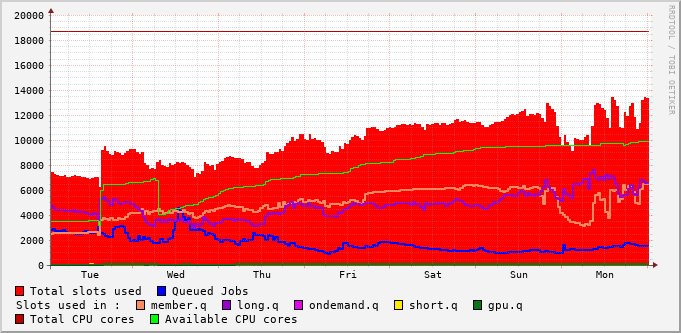 20000
18000
16000
14000
12000
10000
8000
6000
4000
2000
0
Tue Wed Thu Fri Sat Sun Mon
Total slots used Queued Jobs
Slots used in : member.q long.q ondemand.q short.q gpu.q
Total CPU cores Available CPU cores
RRDTOOL / TOBI OETIKER